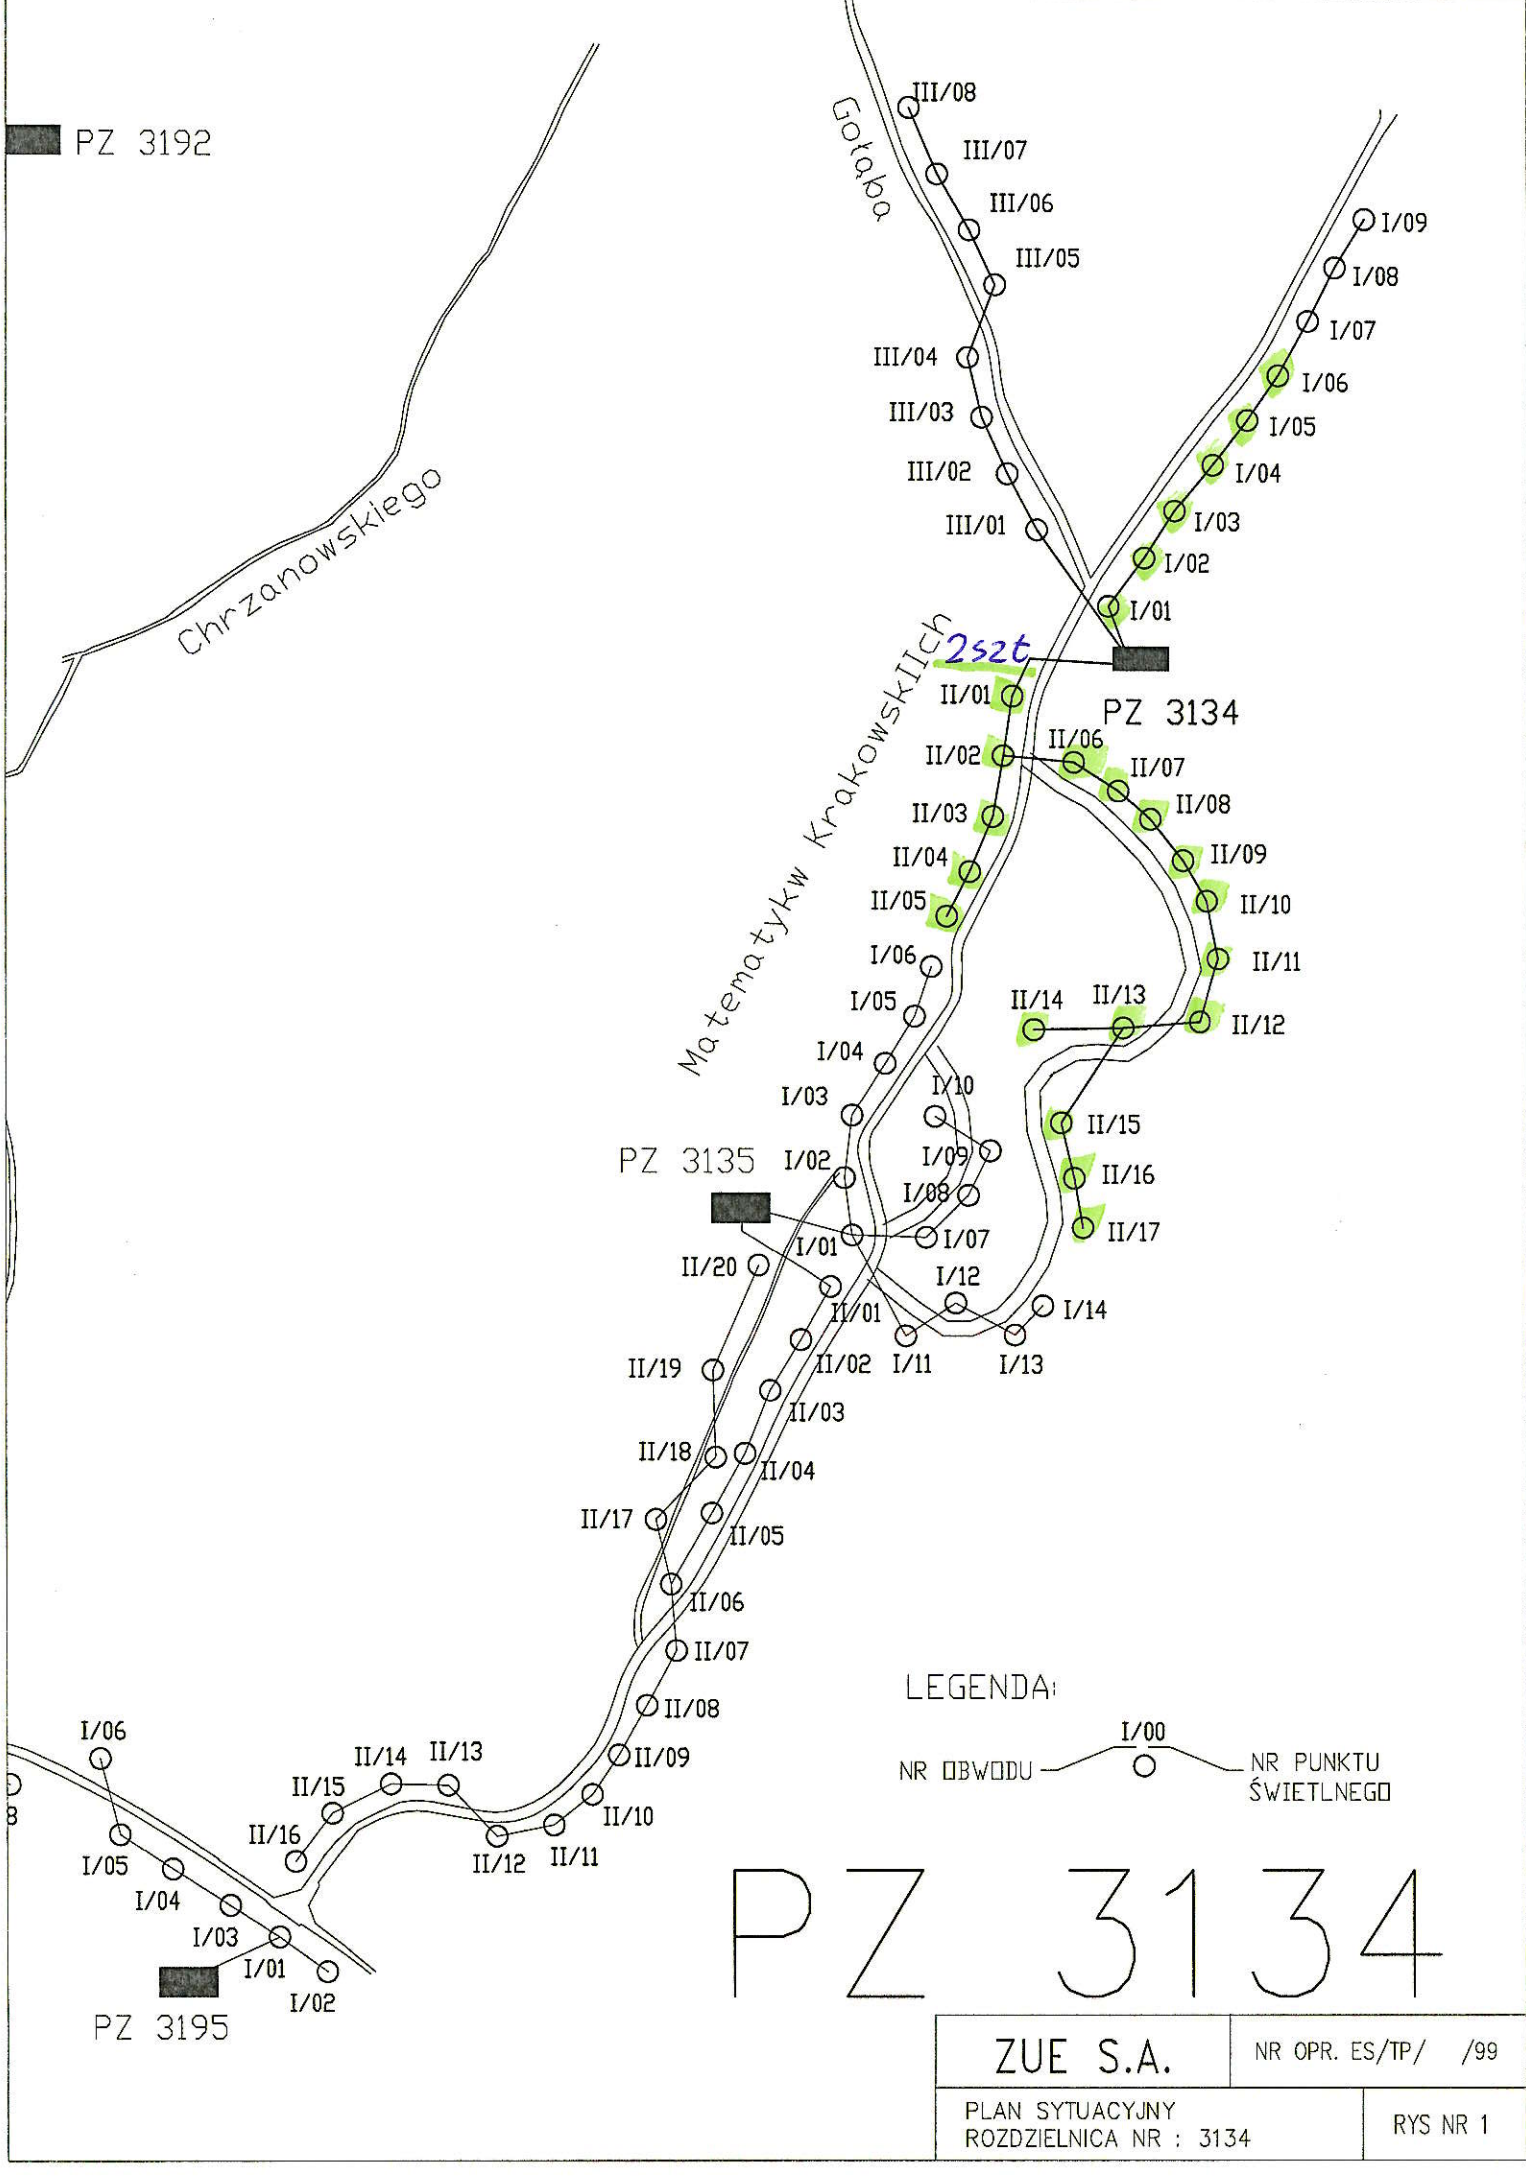 III/08
PZ 3192
Gołąba
III/07
III/06
I/09
III/05
I/08
I/07
III/04
I/06
III/03
I/05
III/02
I/04
Chrzanowskiego
III/01
I/03
I/02
I/01
2szt
Matematykw KrakowskIIch
II/01
PZ 3134
II/02
II/06
II/07
II/03
II/08
II/04
II/09
II/05
II/10
I/06
II/11
I/05
II/14
II/13
II/12
I/04
I/10
I/03
II/15
PZ 3135
I/02
I/09
II/16
I/08
II/17
I/01
I/07
II/20
I/12
II/01
I/14
II/02
I/11
I/13
II/19
II/03
II/18
II/04
II/17
II/05
II/06
II/07
LEGENDA:
II/08
I/06
I/00
II/14
II/13
II/09
NR OBWODU
NR PUNKTU
ŚWIETLNEGO
II/15
8
II/10
II/16
II/12
II/11
I/05
I/04
I/03
I/01
I/02
PZ 3195
PZ 3134
ZUE S.A.
NR OPR. ES/TP/ /99
PLAN SYTUACYJNY
ROZDZIELNICA NR : 3134
RYS NR 1